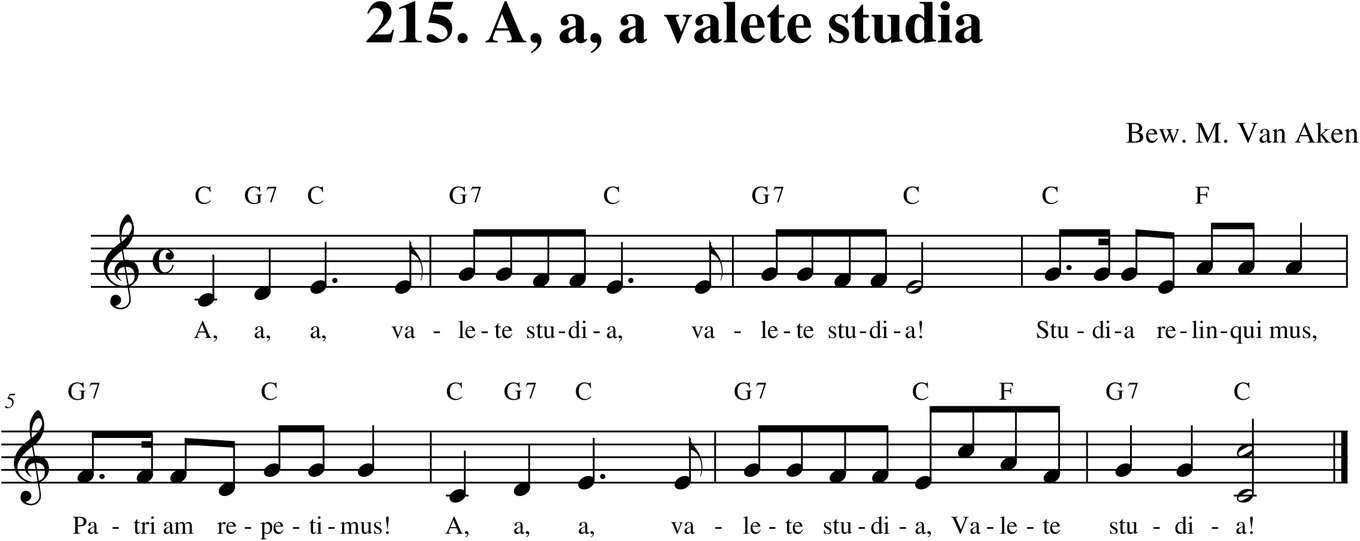 215. A, a, a valete studia
Bew. M. Van Aken
C G7 C G7 C G7 C C F
A, a, a, va - le - te stu - di - a, va - le - te stu - di - a! Stu - di - a re - lin - qui mus,
5
G7 C C G7 C G7 C F G7 C
Pa - tri am re - pe - ti - mus! A, a, a, va - le - te stu - di - a, Va - le - te stu - di - a!